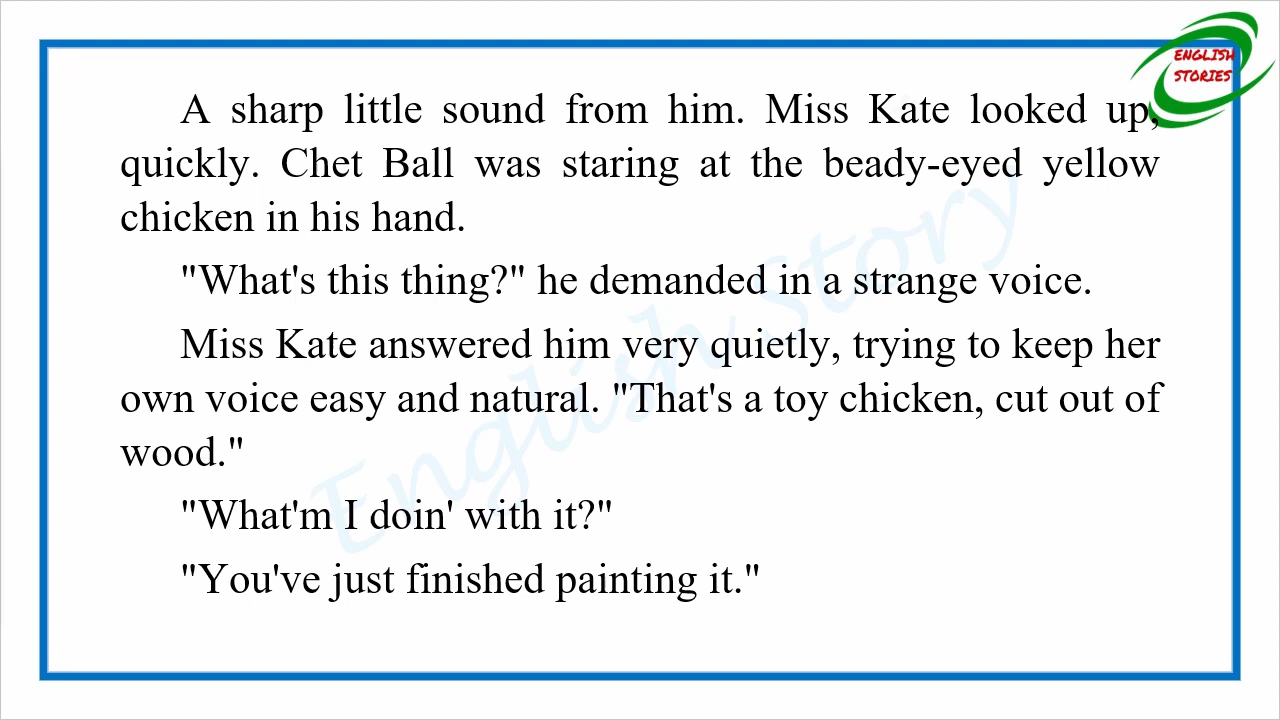 ENGLISH
STORIES
A sharp little sound from him. Miss Kate looked up,
quickly. Chet Ball was staring at the beady-eyed yellow
chicken in his hand.
"What's this thing?" he demanded in a strange voice.
Miss Kate answered him very quietly, trying to keep her
own voice easy and natural. "That's a toy chicken, cut out of
wood."
"What'm I doin' with it?"
"You've just finished painting it."
English Story